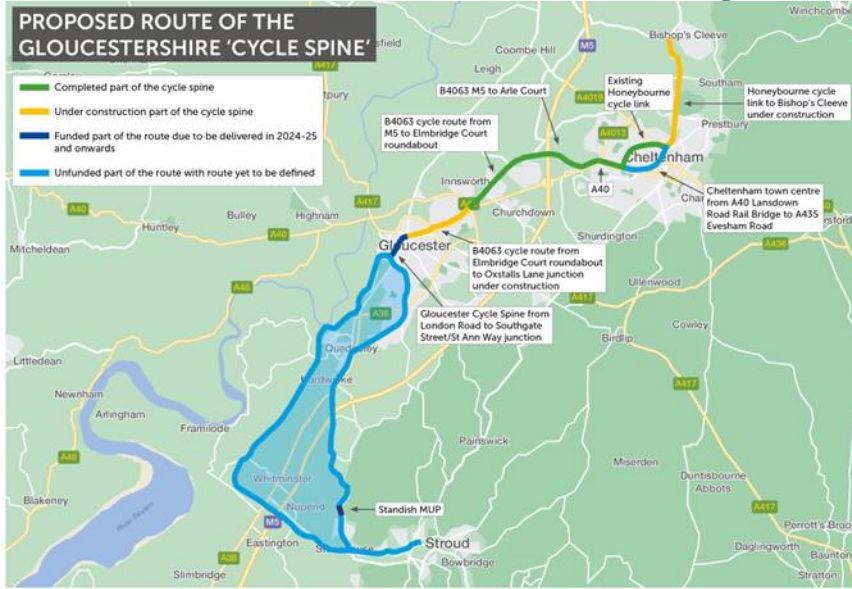 PROPOSED ROUTE OF THE
GLOUCESTERSHIRE 'CYCLE SPINE'
Completed part of the cycle spine
Under construction part of the cycle spine
Funded part of the route due to be delivered in 2024-25
and onwards
Unfunded part of the route with route yet to be defined
Winchcombe
Bishop's Cleeve
M5
Coombe Hill
A417
Leigh
B4063 M5 to Arle Court
Existing
Honeybourne
cycle link
Southam
Honeybourne cycle
link to Bishop's Cleeve
under construction
A4019
A4013
Prestbury
B4063 cycle route from
M5 to Elmbridge Court
roundabout
Cheltenham
Innsworth
A40
Cheltenham town centre
from A40 Lansdown
Road Rail Bridge to A435
Evesham Road
Bulley
Highnam
A40
Huntley
A40
Churchdown
Mitcheldean
Gloucester
Shurdington
A436
B4063 cycle route from
Elmbridge Court roundabout
to Oxstalls Lane junction
under construction
A48
Ullenwood
A417
A38
Gloucester Cycle Spine from
London Road to Southgate
Street/St Ann Way junction
Cowley
Birdlip
Quedgeley
Littledean
Hardwicke
A417
Newnham
Arlingham
Framilode
Painswick
A48
Miserden
Whitminster
Duntisbourne
Abbots
Blakeney
Nupend
Standish MUP
River Severn
M5
A417
Perrott's Broo
Eastington
Stroud
Daglingworth
Baunton
A38
Bowbridge
Slimbridge
Stratton